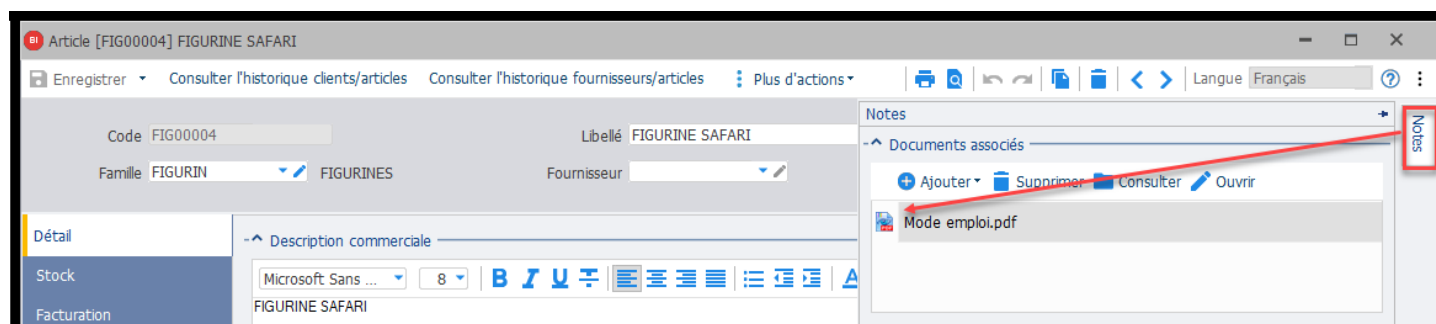 BI Article [FIG00004] FIGURINE SAFARI
Enregistrer Consulter l'historique clients/articles Consulter l'historique fournisseurs/articles Plus d'actions Langue Français ?
Notes
Code FIG00004 Libellé FIGURINE SAFARI
Documents associés
Notes
Famille FIGURIN FIGURINES Fournisseur
Ajouter Supprimer Consulter Ouvrir
Mode emploi.pdf
Détail
Description commerciale
Stock
Microsoft Sans ... 8 B I U T A
FIGURINE SAFARI
Facturation